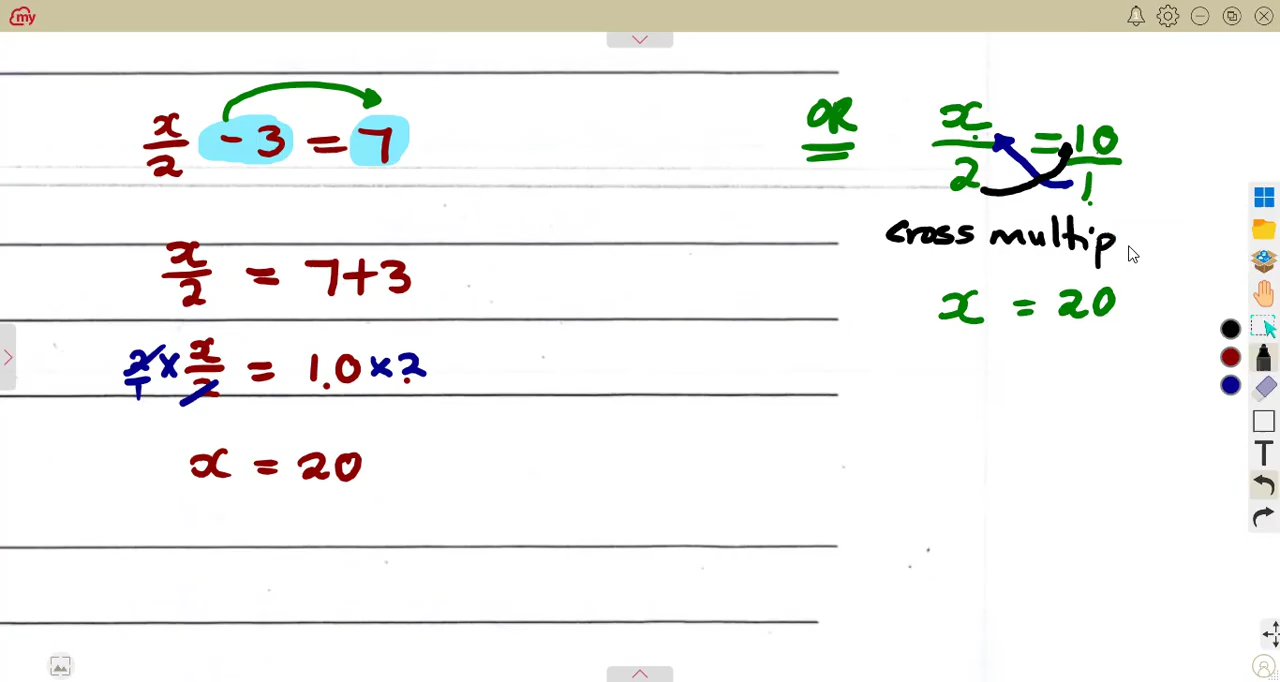 my
x/2 - 3 = 7
x/2 = 7+3
2/1 × x/2 = 10 × 2
x = 20
OR
x/2 = 10/1
cross multip
x = 20
T